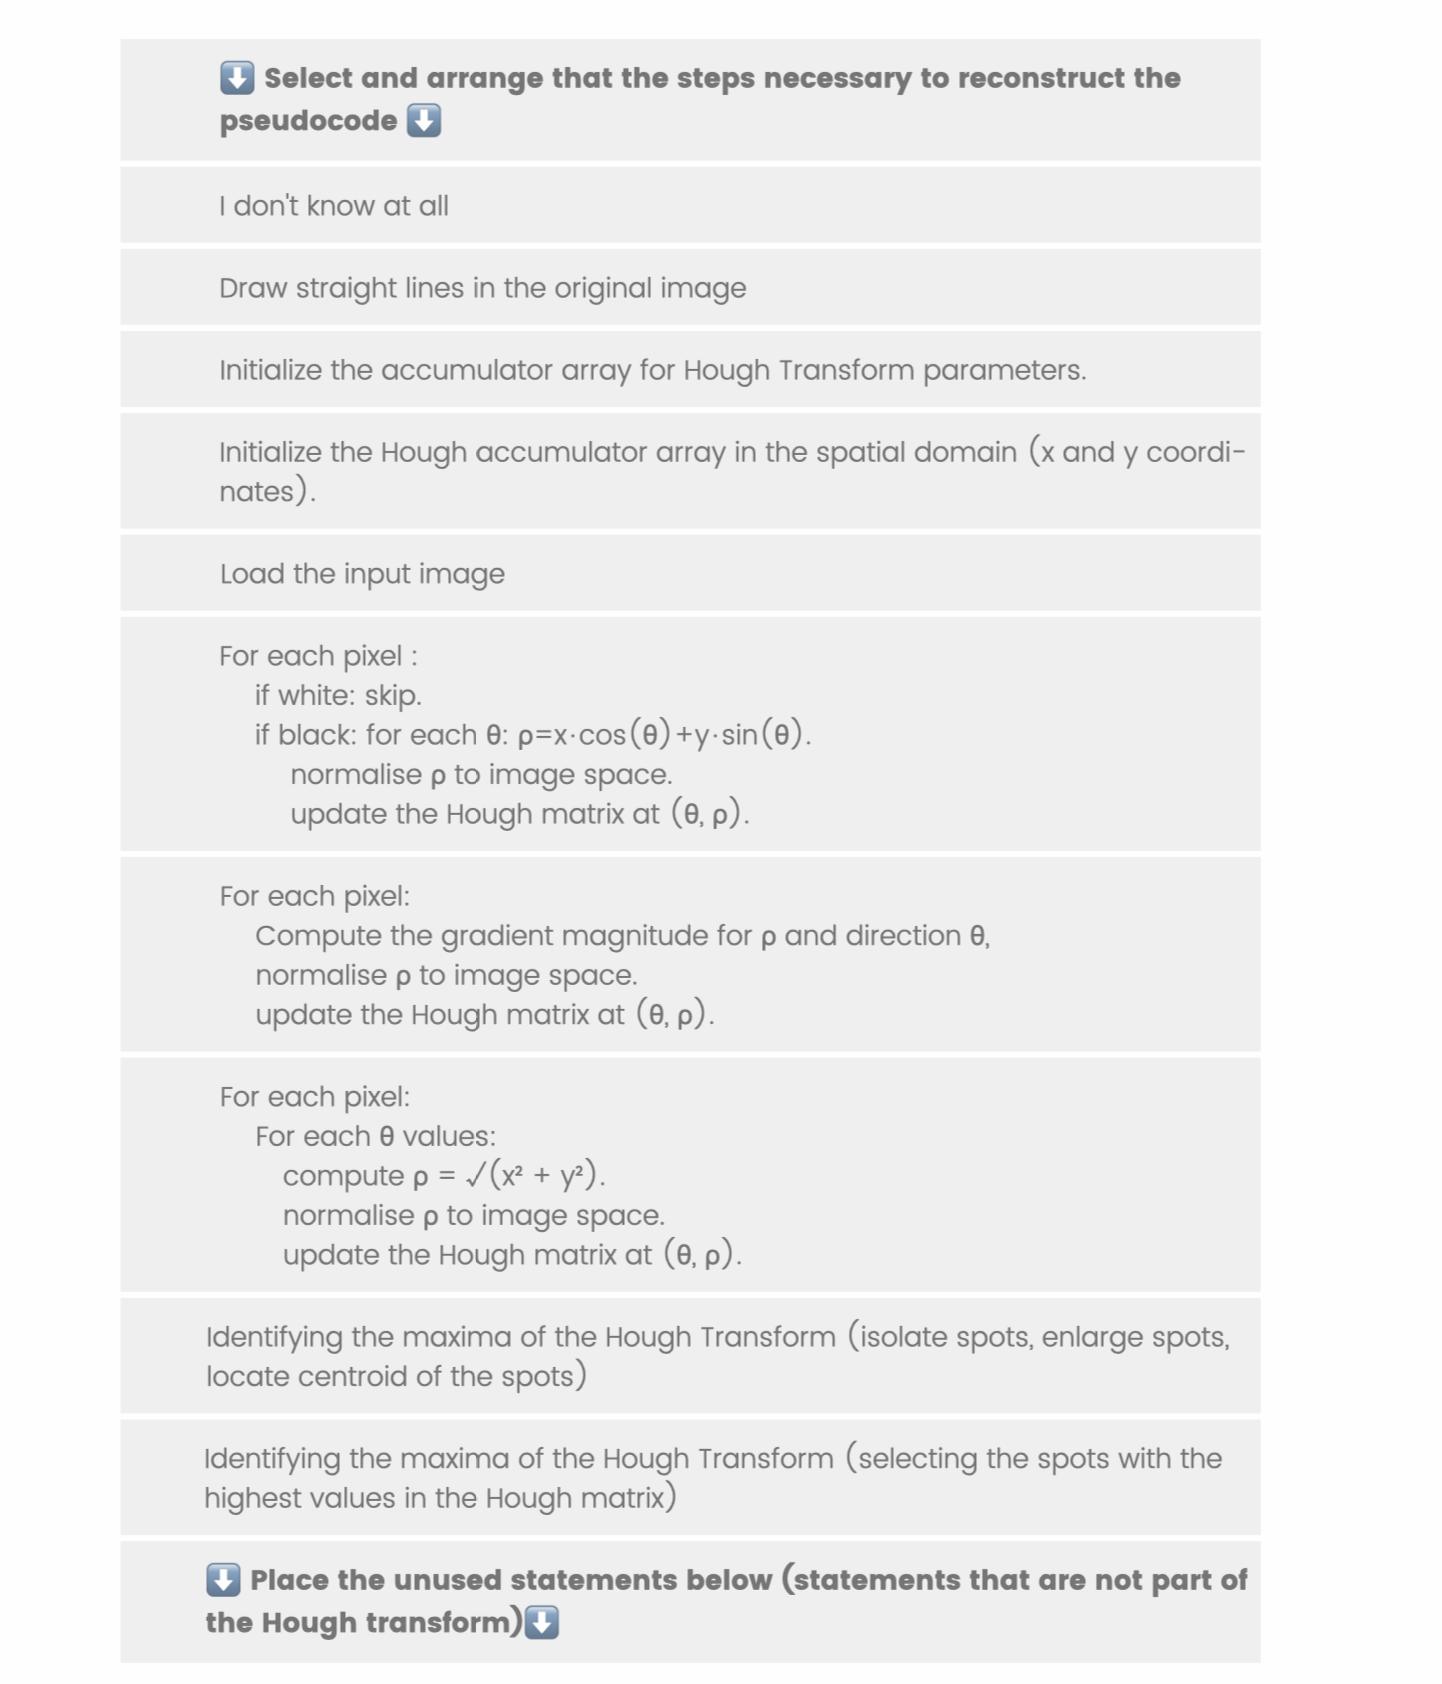 ⬇️ Select and arrange that the steps necessary to reconstruct the
pseudocode ⬇️
I don't know at all
Draw straight lines in the original image
Initialize the accumulator array for Hough Transform parameters.
Initialize the Hough accumulator array in the spatial domain (x and y coordi-
nates).
Load the input image
For each pixel :
if white: skip.
if black: for each θ: ρ=x·cos(θ)+y·sin(θ).
normalise ρ to image space.
update the Hough matrix at (θ, ρ).
For each pixel:
Compute the gradient magnitude for ρ and direction θ,
normalise ρ to image space.
update the Hough matrix at (θ, ρ).
For each pixel:
For each θ values:
compute ρ = √(x² + y²).
normalise ρ to image space.
update the Hough matrix at (θ, ρ).
Identifying the maxima of the Hough Transform (isolate spots, enlarge spots,
locate centroid of the spots)
Identifying the maxima of the Hough Transform (selecting the spots with the
highest values in the Hough matrix)
⬇️ Place the unused statements below (statements that are not part of
the Hough transform)⬇️